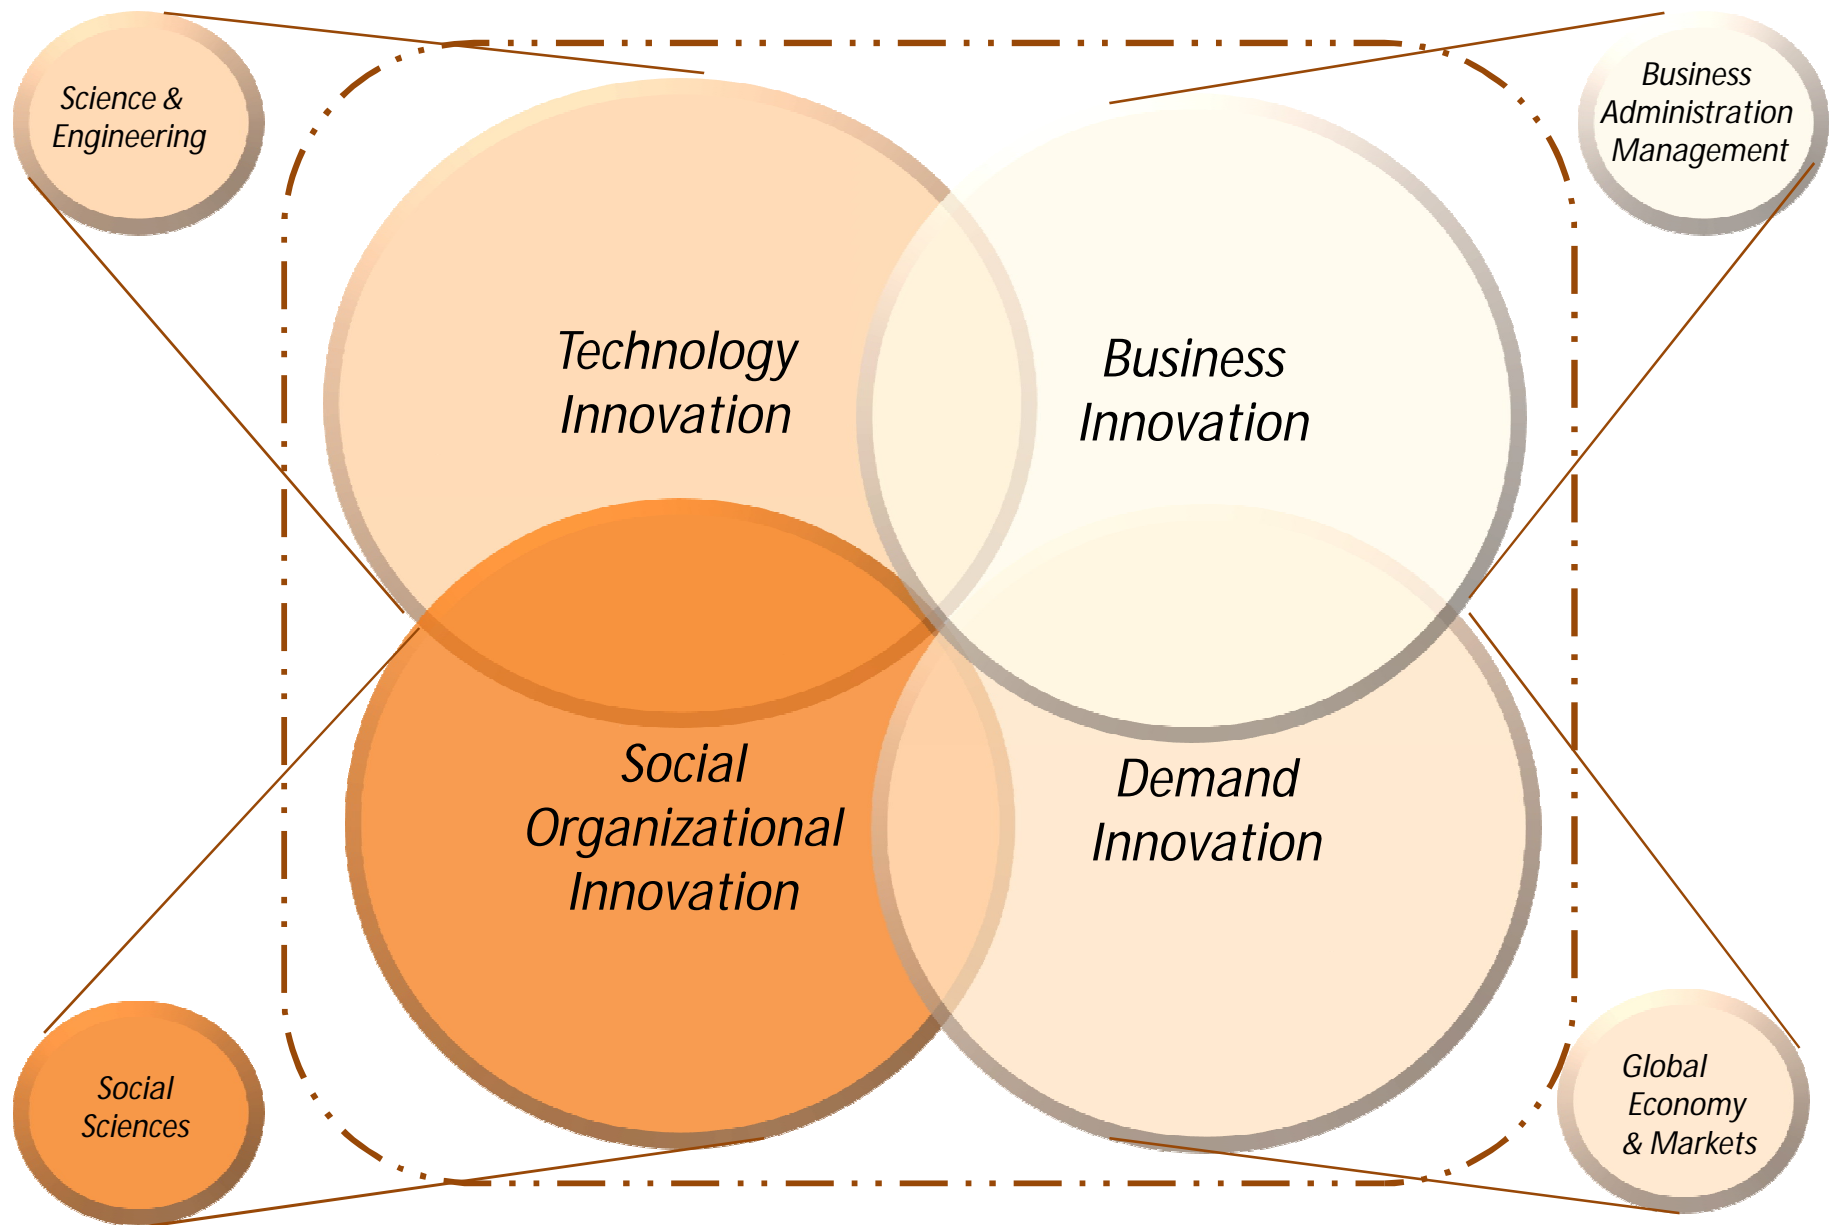 Science &
Engineering
Business
Administration
Management
Technology
Innovation
Business
Innovation
Social
Organizational
Innovation
Demand
Innovation
Social
Sciences
Global
Economy
& Markets